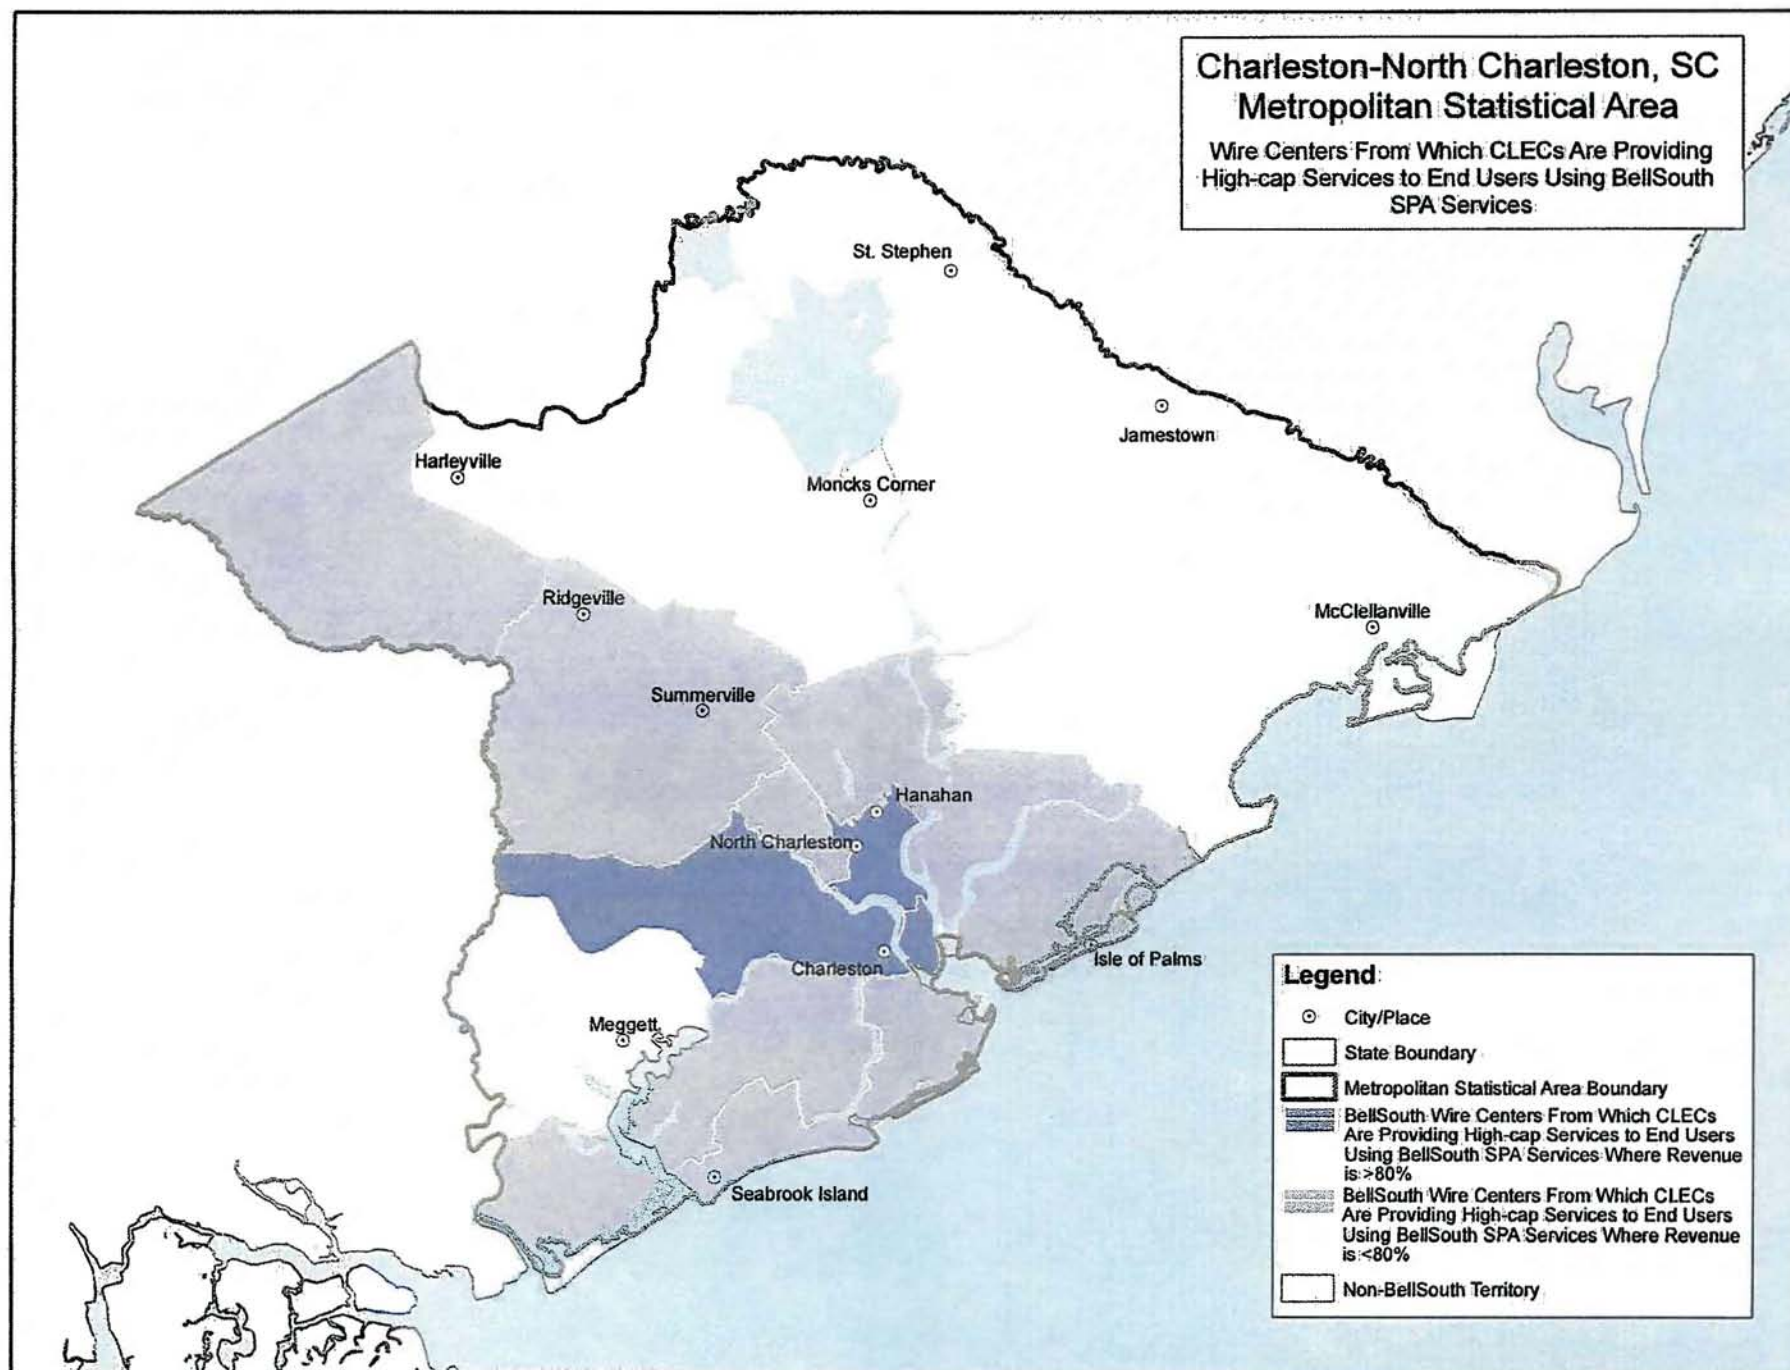 Charleston-North Charleston, SC
Metropolitan Statistical Area
Wire Centers From Which CLECs Are Providing
High-cap Services to End Users Using BellSouth
SPA Services
St. Stephen
Jamestown
Harleyville
Moncks Corner
Ridgeville
McClellanville
Summerville
Hanahan
North Charleston
Charleston
Isle of Palms
Meggett
Seabrook Island
Legend
City/Place
State Boundary
Metropolitan Statistical Area Boundary
BellSouth Wire Centers From Which CLECs
Are Providing High-cap Services to End Users
Using BellSouth SPA Services Where Revenue
is >80%
BellSouth Wire Centers From Which CLECs
Are Providing High-cap Services to End Users
Using BellSouth SPA Services Where Revenue
is <80%
Non-BellSouth Territory